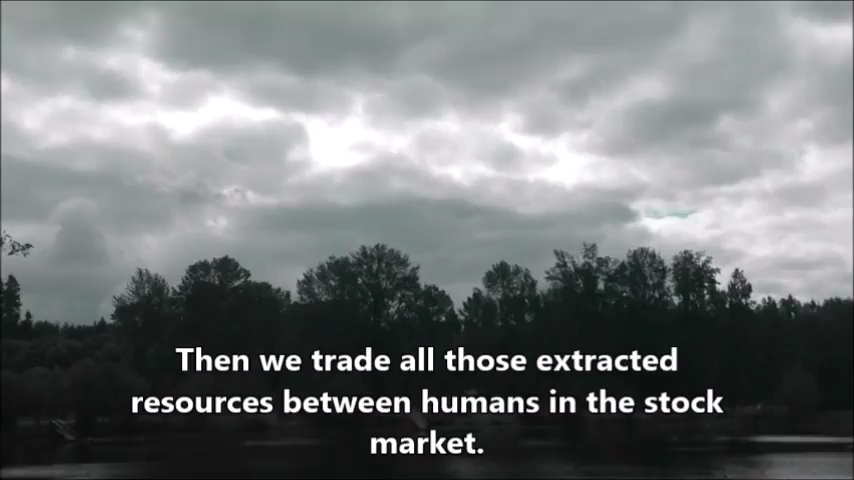 Then we trade all those extracted
resources between humans in the stock
market.